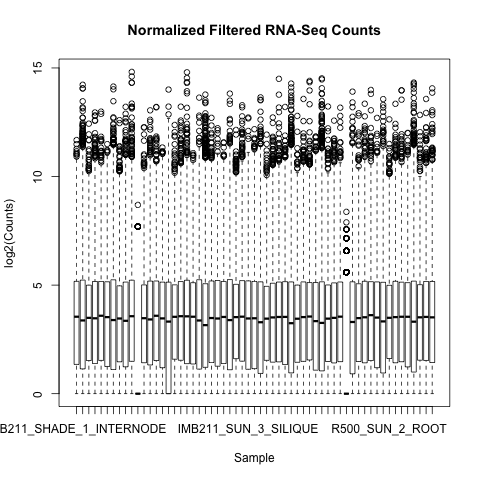 Normalized Filtered RNA-Seq Counts
log2(Counts)
15
10
5
0
B211_SHADE_1_INTERNODE IMB211_SUN_3_SILIQUE R500_SUN_2_ROOT
Sample